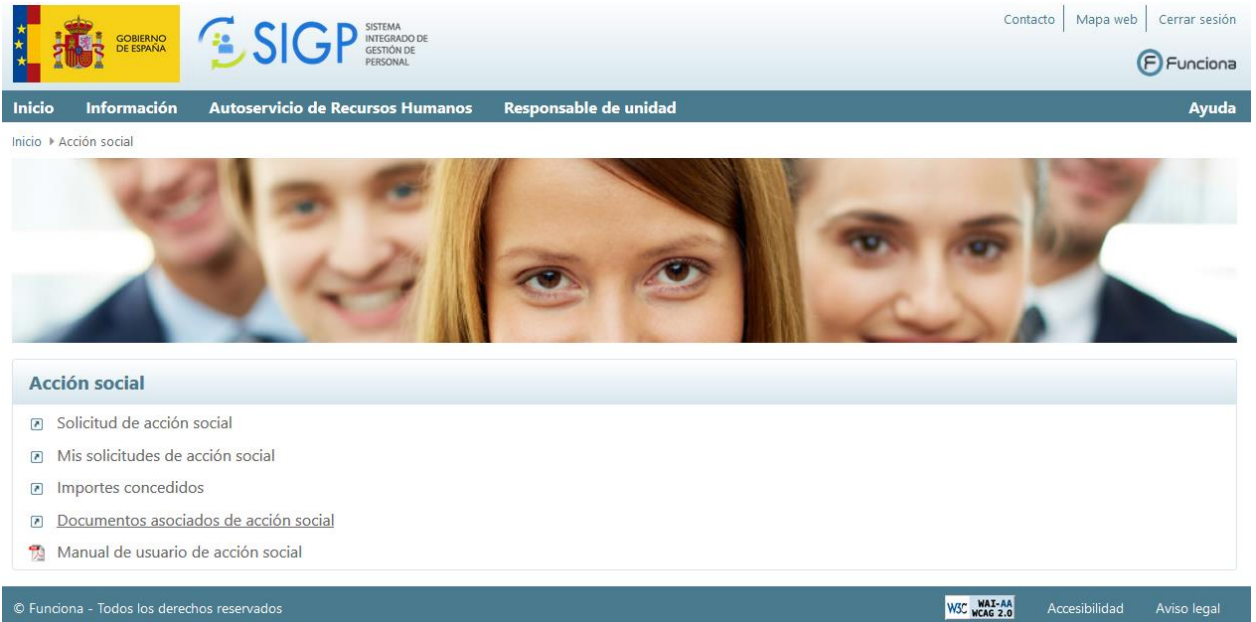 GOBIERNO
DE ESPAÑA
SIGP
SISTEMA
INTEGRADO DE
GESTIÓN DE
PERSONAL
Contacto Mapa web Cerrar sesión
Funciona
Inicio Información Autoservicio de Recursos Humanos Responsable de unidad Ayuda
Inicio Acción social
Acción social
Solicitud de acción social
Mis solicitudes de acción social
Importes concedidos
Documentos asociados de acción social
Manual de usuario de acción social
© Funciona - Todos los derechos reservados W3C WAI-AA WCAG 2.0 Accesibilidad Aviso legal